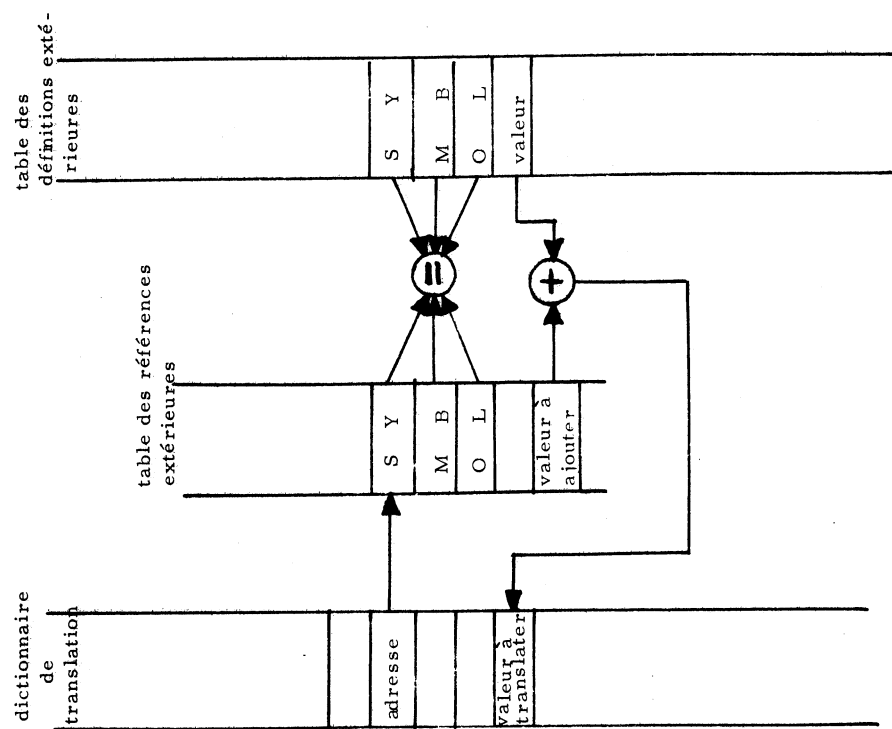 dictionnaire
de
translation
adresse
valeur à
translater
table des références
extérieures
S Y
M B
O L
valeur à
ajouter
=
+
table des
définitions exté-
rieures
S Y
M B
O L
valeur